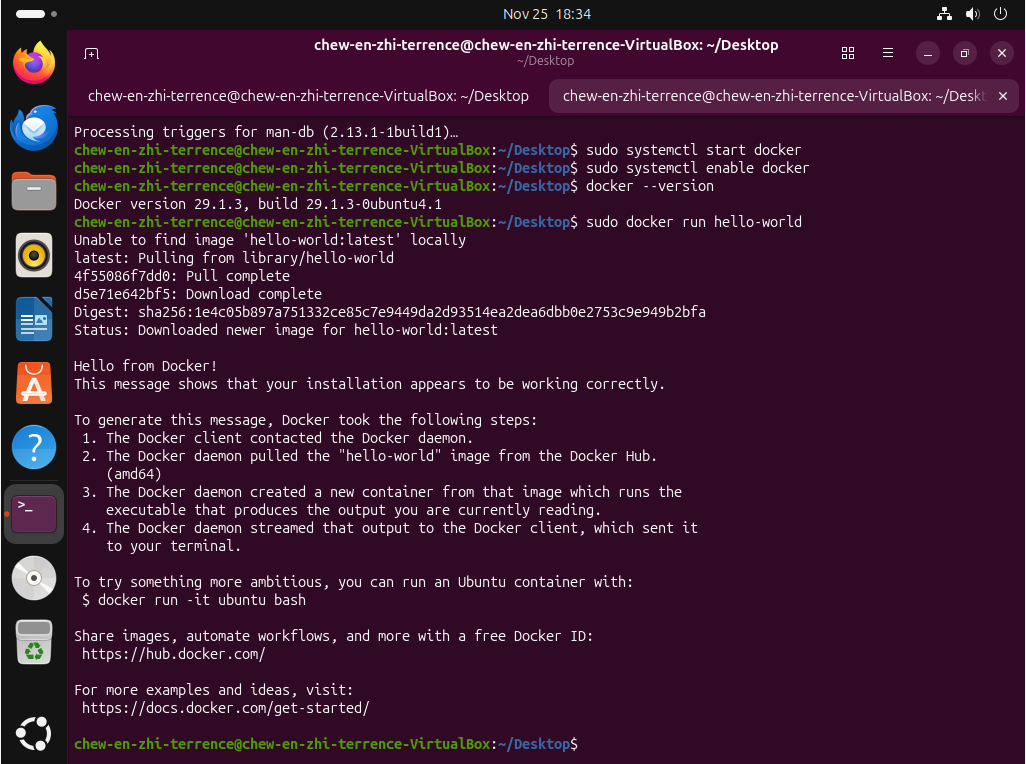 Nov 25 18:34
chew-en-zhi-terrence@chew-en-zhi-terrence-VirtualBox: ~/Desktop
~/Desktop
chew-en-zhi-terrence@chew-en-zhi-terrence-VirtualBox: ~/Desktop
chew-en-zhi-terrence@chew-en-zhi-terrence-VirtualBox: ~/Deskt
Processing triggers for man-db (2.13.1-1build1)…
chew-en-zhi-terrence@chew-en-zhi-terrence-VirtualBox:~/Desktop$ sudo systemctl start docker
chew-en-zhi-terrence@chew-en-zhi-terrence-VirtualBox:~/Desktop$ sudo systemctl enable docker
chew-en-zhi-terrence@chew-en-zhi-terrence-VirtualBox:~/Desktop$ docker --version
Docker version 29.1.3, build 29.1.3-0ubuntu4.1
chew-en-zhi-terrence@chew-en-zhi-terrence-VirtualBox:~/Desktop$ sudo docker run hello-world
Unable to find image 'hello-world:latest' locally
latest: Pulling from library/hello-world
4f55086f7dd0: Pull complete
d5e71e642bf5: Download complete
Digest: sha256:1e4c05b897a751332ce85c7e9449da2d93514ea2dea6dbb0e2753c9e949b2bfa
Status: Downloaded newer image for hello-world:latest

Hello from Docker!
This message shows that your installation appears to be working correctly.

To generate this message, Docker took the following steps:
 1. The Docker client contacted the Docker daemon.
 2. The Docker daemon pulled the "hello-world" image from the Docker Hub.
    (amd64)
 3. The Docker daemon created a new container from that image which runs the
    executable that produces the output you are currently reading.
 4. The Docker daemon streamed that output to the Docker client, which sent it
    to your terminal.

To try something more ambitious, you can run an Ubuntu container with:
 $ docker run -it ubuntu bash

Share images, automate workflows, and more with a free Docker ID:
 https://hub.docker.com/

For more examples and ideas, visit:
 https://docs.docker.com/get-started/

chew-en-zhi-terrence@chew-en-zhi-terrence-VirtualBox:~/Desktop$